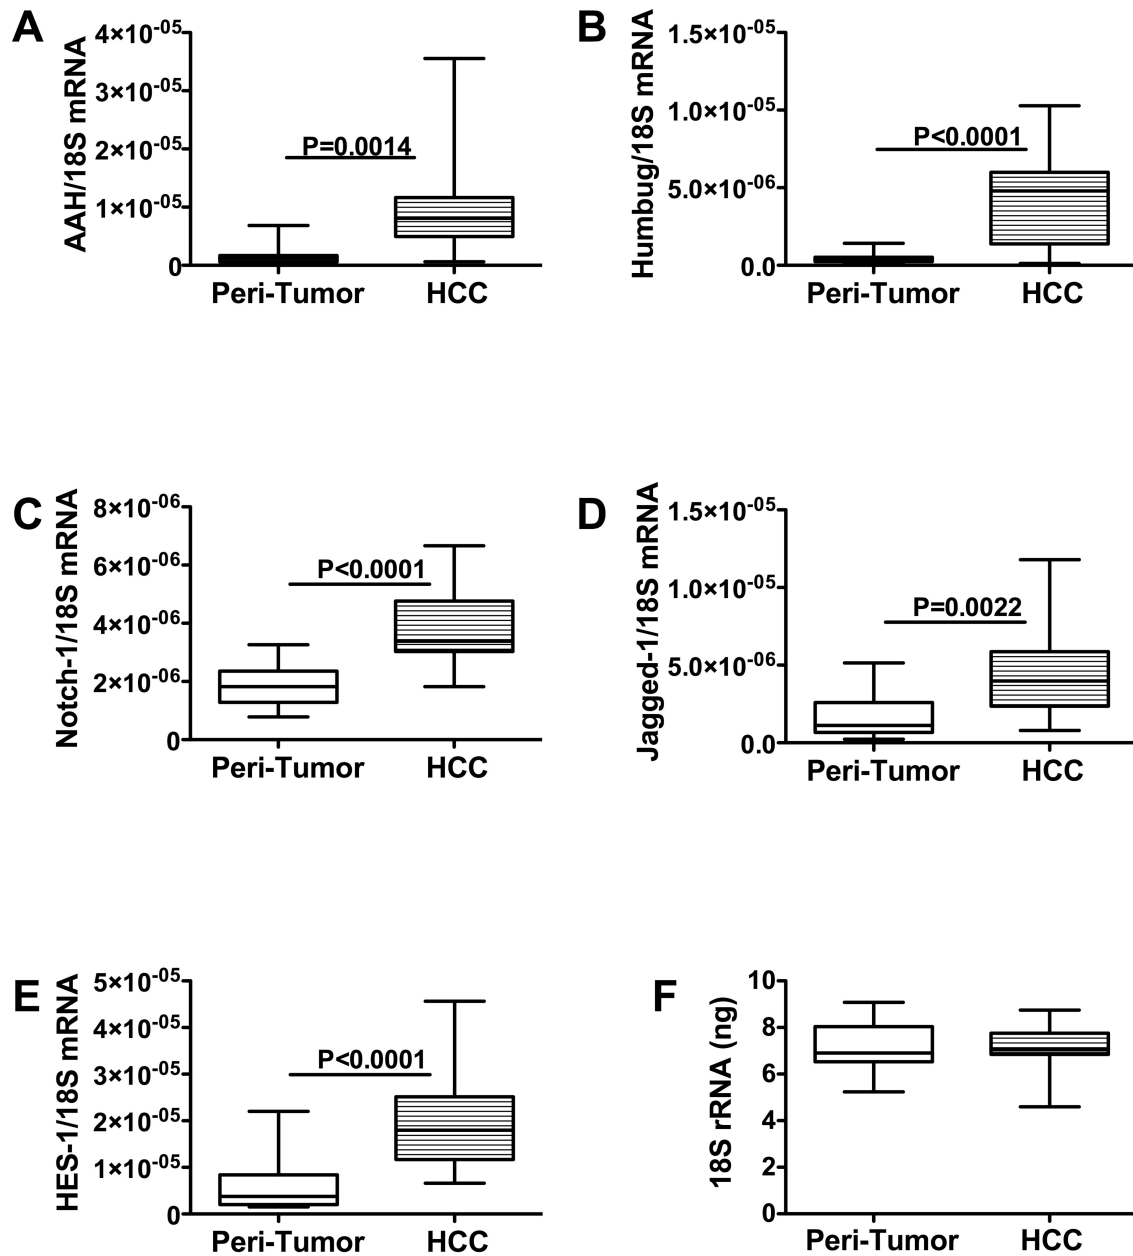 A
AAH/18S mRNA
4×10-05
3×10-05
2×10-05
1×10-05
0
P=0.0014
Peri-Tumor HCC
B
Humbug/18S mRNA
1.5×10-05
1.0×10-05
5.0×10-06
0.0
P<0.0001
Peri-Tumor HCC
C
Notch-1/18S mRNA
8×10-06
6×10-06
4×10-06
2×10-06
0
P<0.0001
Peri-Tumor HCC
D
Jagged-1/18S mRNA
1.5×10-05
1.0×10-05
5.0×10-06
0.0
P=0.0022
Peri-Tumor HCC
E
HES-1/18S mRNA
5×10-05
4×10-05
3×10-05
2×10-05
1×10-05
0
P<0.0001
Peri-Tumor HCC
F
18S rRNA (ng)
10
8
6
4
2
0
Peri-Tumor HCC